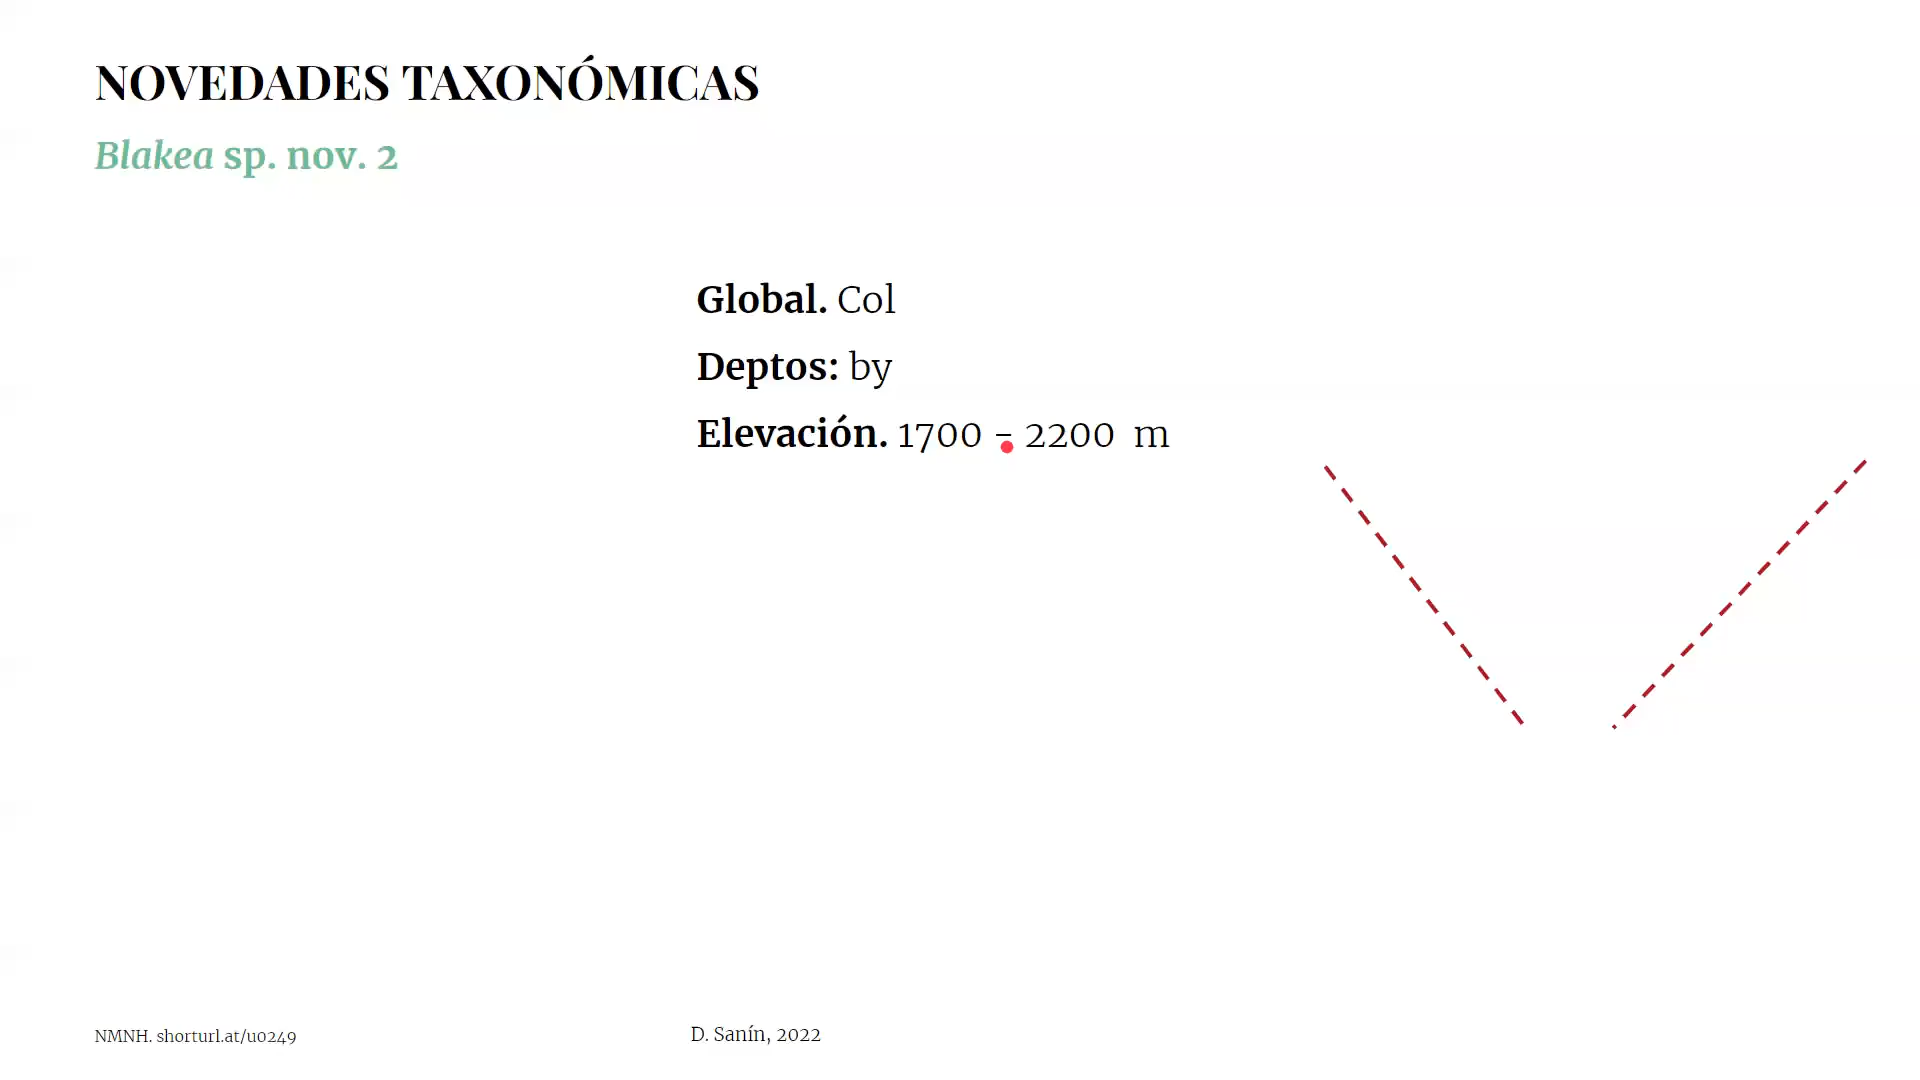 NOVEDADES TAXONÓMICAS
Blakea sp. nov. 2
Global. Col
Deptos: by
Elevación. 1700 - 2200 m
NMNH. shorturl.at/u0249
D. Sanín, 2022